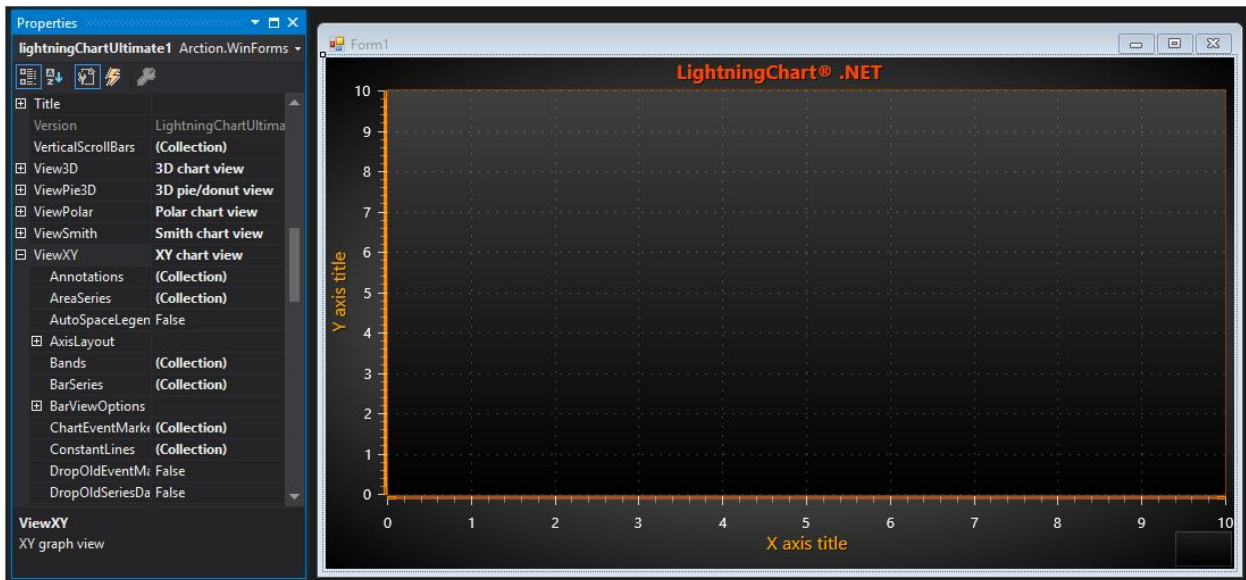 Properties
lightningChartUltimate1 Arction.WinForms
Title
Version LightningChartUltima
VerticalScrollBars (Collection)
View3D 3D chart view
ViewPie3D 3D pie/donut view
ViewPolar Polar chart view
ViewSmith Smith chart view
ViewXY XY chart view
Annotations (Collection)
AreaSeries (Collection)
AutoSpaceLegen False
AxisLayout
Bands (Collection)
BarSeries (Collection)
BarViewOptions
ChartEventMarke (Collection)
ConstantLines (Collection)
DropOldEventMa False
DropOldSeriesDa False
ViewXY
XY graph view
Form1
LightningChart® .NET
10
9
8
7
6
5
4
3
2
1
0
Y axis title
0 1 2 3 4 5 6 7 8 9 10
X axis title